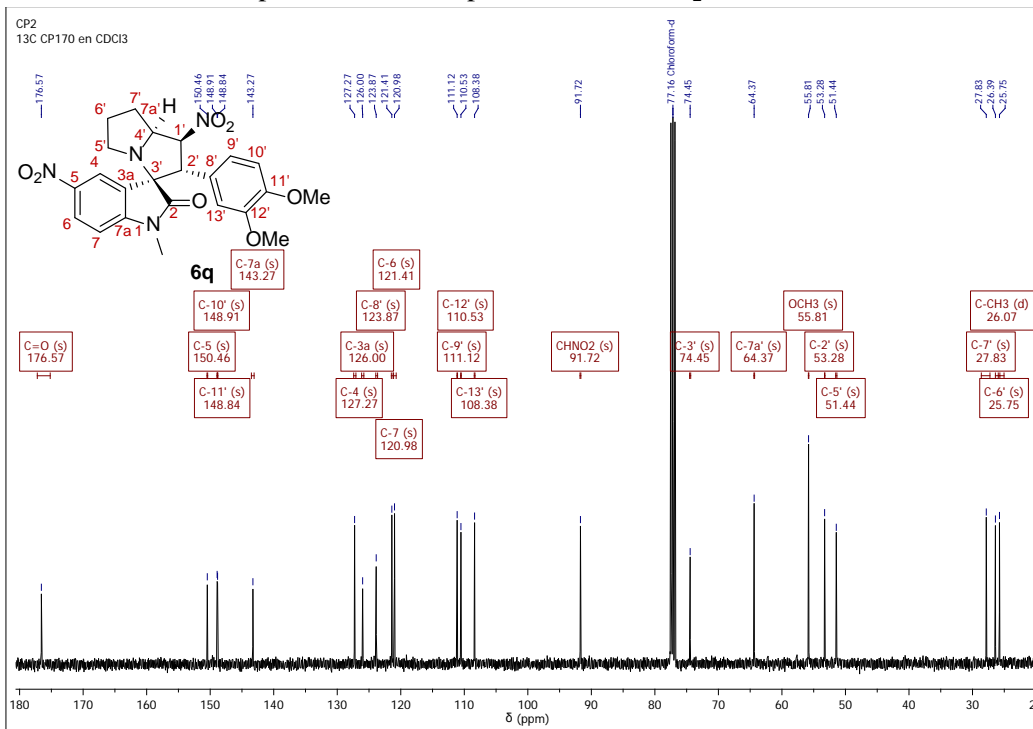 CP2
13C CP170 en CDCl3
176.57
150.46
148.91
148.84
143.27
127.27
126.00
123.87
121.41
120.98
111.12
110.53
108.38
91.72
77.16 Chloroform-d
74.45
64.37
55.81
53.28
51.44
27.83
26.39
25.75
7'
6'
7a'
H
5'
4'
N
1'
NO2
O2N
5
4
3a
3'
2'
8'
9'
10'
11'
OMe
12'
13'
OMe
2
O
6
7
7a
1
N
6q
C-7a (s)
143.27
C-6 (s)
121.41
C-10' (s)
148.91
C-8' (s)
123.87
C-12' (s)
110.53
OCH3 (s)
55.81
C-CH3 (d)
26.07
C=O (s)
176.57
C-5 (s)
150.46
C-3a (s)
126.00
C-9' (s)
111.12
CHNO2 (s)
91.72
C-3' (s)
74.45
C-7a' (s)
64.37
C-2' (s)
53.28
C-7' (s)
27.83
C-11' (s)
148.84
C-4 (s)
127.27
C-13' (s)
108.38
C-5' (s)
51.44
C-6' (s)
25.75
C-7 (s)
120.98
180 170 160 150 140 130 120 110 100 90 80 70 60 50 40 30
δ (ppm)